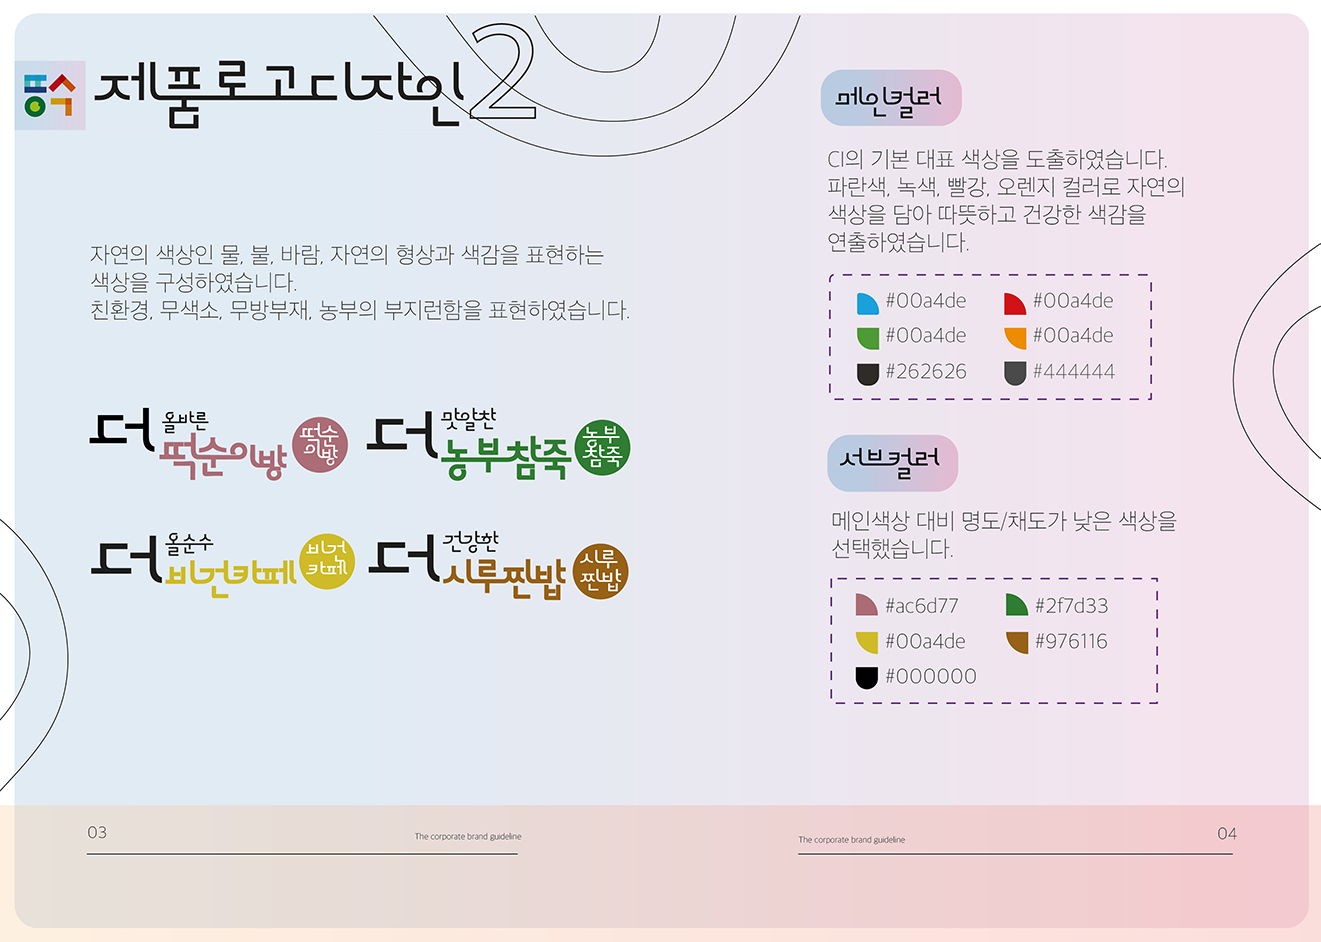 풍수
제품로고디자인2
자연의 색상인 물, 불, 바람, 자연의 형상과 색감을 표현하는
색상을 구성하였습니다.
친환경, 무색소, 무방부재, 농부의 부지런함을 표현하였습니다.
더 올바른 떡순이방 떡순이방
더 맛알찬 농부참죽 농부참죽
더 올순수 비건카페 비건카페
더 건강한 시루찐밥 시루찐밥
03
The corporate brand guideline
메인컬러
CI의 기본 대표 색상을 도출하였습니다.
파란색, 녹색, 빨강, 오렌지 컬러로 자연의
색상을 담아 따뜻하고 건강한 색감을
연출하였습니다.
#00a4de #00a4de
#00a4de #00a4de
#262626 #444444
서브컬러
메인색상 대비 명도/채도가 낮은 색상을
선택했습니다.
#ac6d77 #2f7d33
#00a4de #976116
#000000
The corporate brand guideline
04